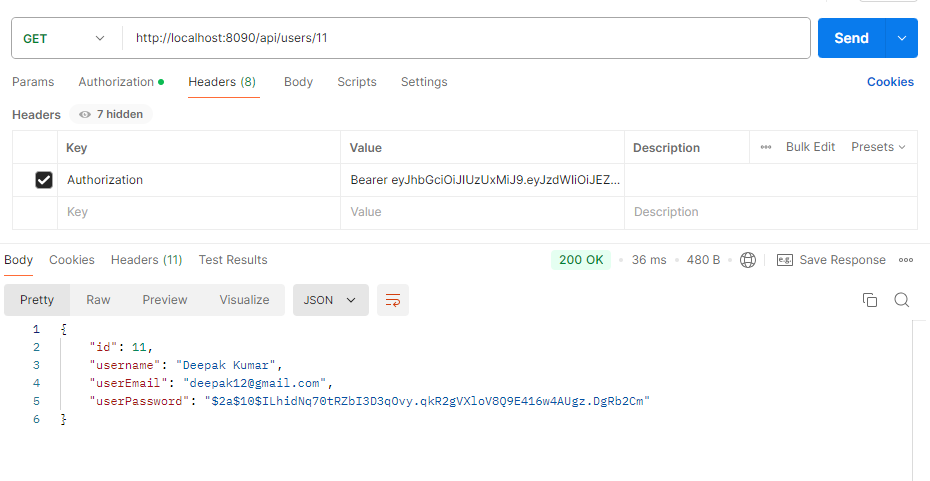 GET http://localhost:8090/api/users/11 Send
Params Authorization Headers (8) Body Scripts Settings Cookies
Headers 7 hidden
Key Value Description Bulk Edit Presets
Authorization Bearer eyJhbGciOiJIUzUxMiJ9.eyJzdWIiOiJEZ...
Key Value Description
Body Cookies Headers (11) Test Results 200 OK • 36 ms • 480 B • e.g. Save Response
Pretty Raw Preview Visualize JSON
1 {
2 "id": 11,
3 "username": "Deepak Kumar",
4 "userEmail": "deepak12@gmail.com",
5 "userPassword": "$2a$10$ILhidNq70tRZbI3D3qOvy.qkR2gVXloV8Q9E416w4AUgz.DgRb2Cm"
6 }